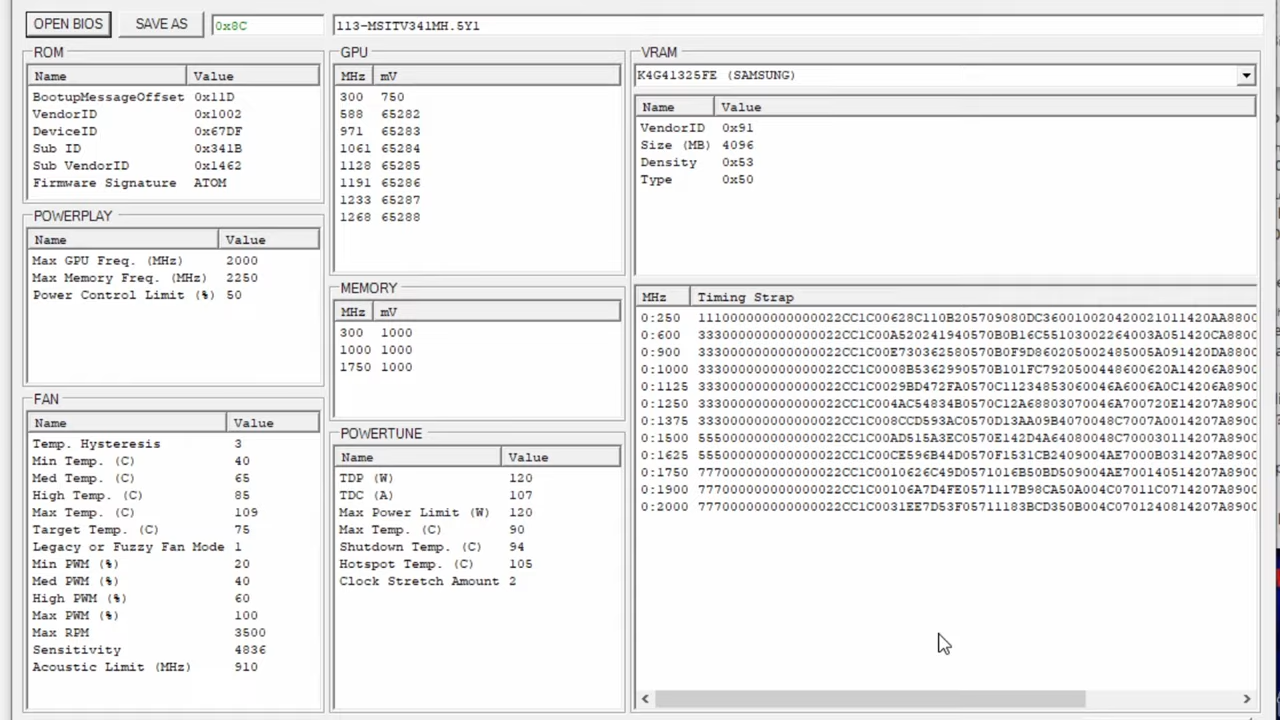 OPEN BIOS SAVE AS 0x8C 113-MSITV341MH.5Y1
ROM
Name Value
BootupMessageOffset 0x11D
VendorID 0x1002
DeviceID 0x67DF
Sub ID 0x341B
Sub VendorID 0x1462
Firmware Signature ATOM
POWERPLAY
Name Value
Max GPU Freq. (MHz) 2000
Max Memory Freq. (MHz) 2250
Power Control Limit (%) 50
FAN
Name Value
Temp. Hysteresis 3
Min Temp. (C) 40
Med Temp. (C) 65
High Temp. (C) 85
Max Temp. (C) 109
Target Temp. (C) 75
Legacy or Fuzzy Fan Mode 1
Min PWM (%) 20
Med PWM (%) 40
High PWM (%) 60
Max PWM (%) 100
Max RPM 3500
Sensitivity 4836
Acoustic Limit (MHz) 910
GPU
MHz mV
300 750
588 65282
971 65283
1061 65284
1128 65285
1191 65286
1233 65287
1268 65288
MEMORY
MHz mV
300 1000
1000 1000
1750 1000
POWERTUNE
Name Value
TDP (W) 120
TDC (A) 107
Max Power Limit (W) 120
Max Temp. (C) 90
Shutdown Temp. (C) 94
Hotspot Temp. (C) 105
Clock Stretch Amount 2
VRAM
K4G41325FE (SAMSUNG)
Name Value
VendorID 0x91
Size (MB) 4096
Density 0x53
Type 0x50
MHz Timing Strap
0:250
0:600
0:900
0:1000
0:1125
0:1250
0:1375
0:1500
0:1625
0:1750
0:1900
0:2000